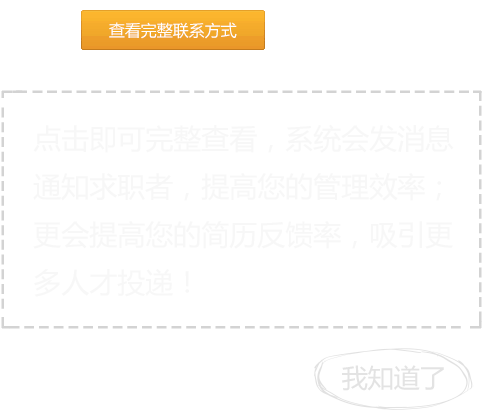 查看完整联系方式
点击即可完整查看，系统会发消息
通知求职者，提高您的管理效率；
更会提高您的简历反馈率，吸引更
多人才投递！
我知道了